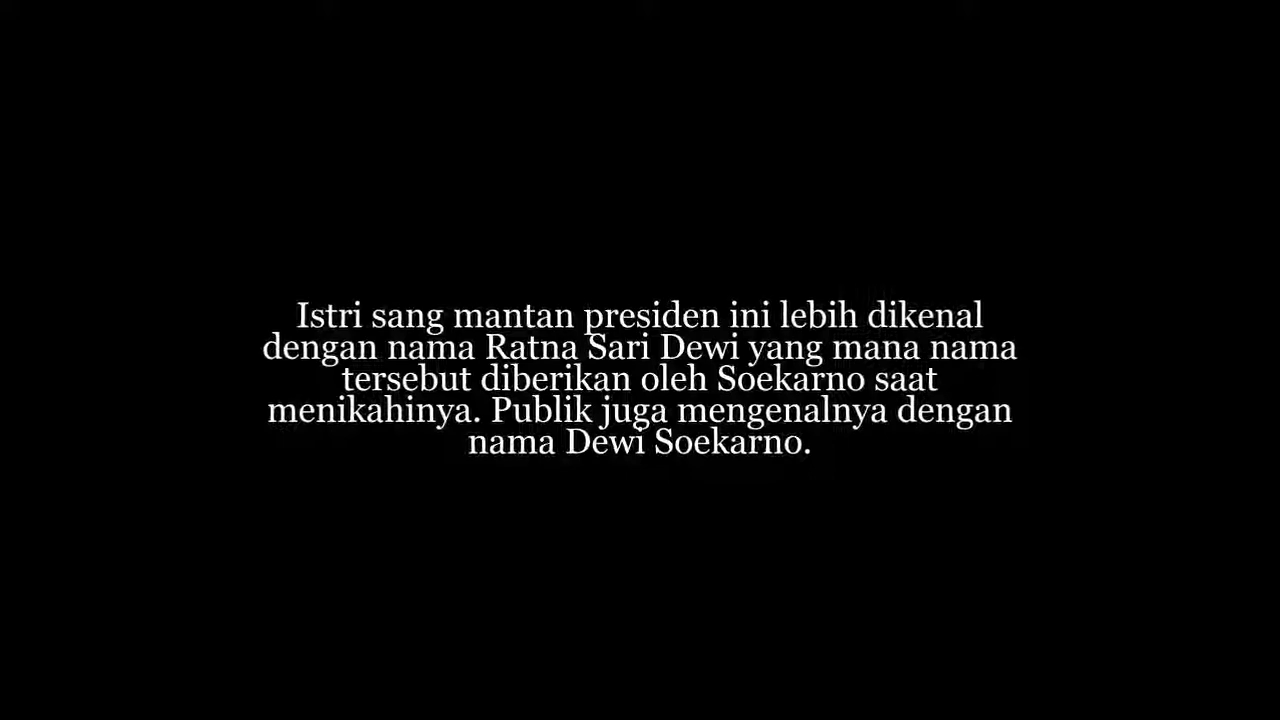 Istri sang mantan presiden ini lebih dikenal
dengan nama Ratna Sari Dewi yang mana nama
tersebut diberikan oleh Soekarno saat
menikahinya. Publik juga mengenalnya dengan
nama Dewi Soekarno.